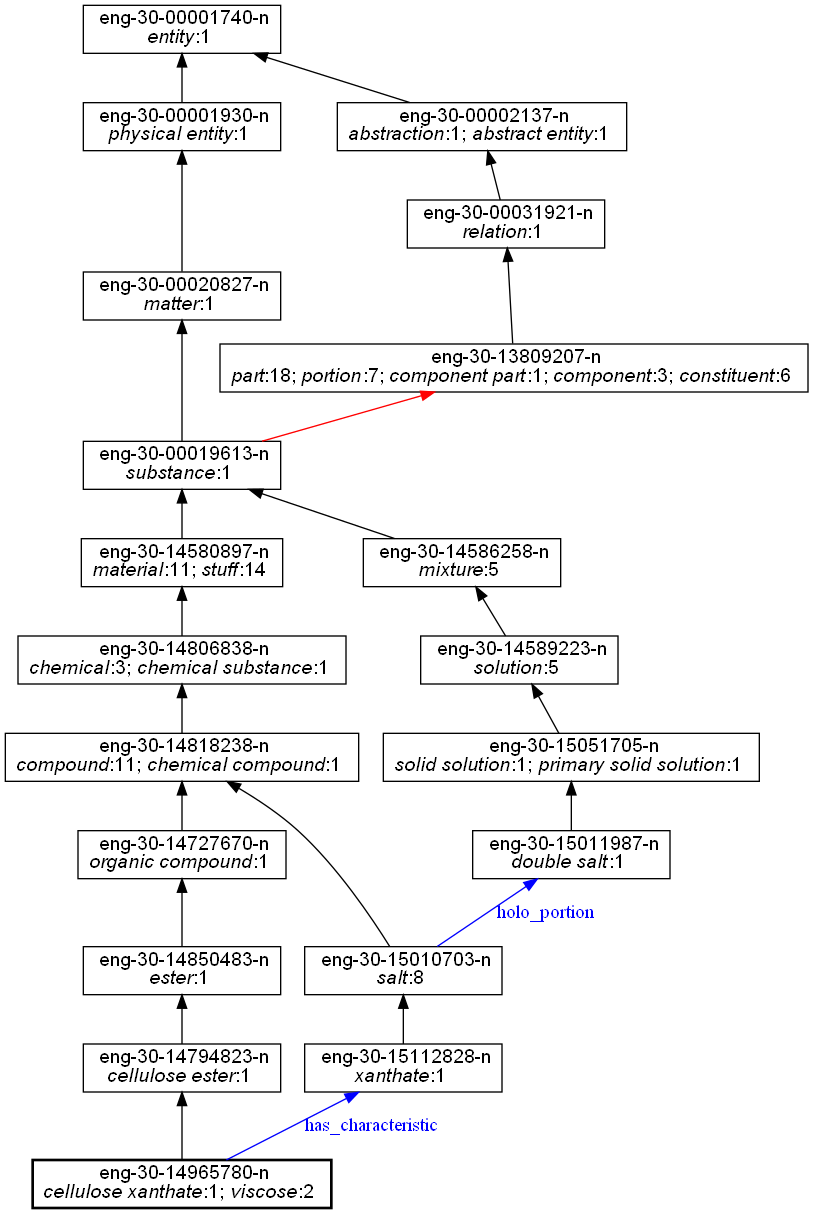 eng-30-00001740-n
entity:1
eng-30-00001930-n
physical entity:1
eng-30-00002137-n
abstraction:1; abstract entity:1
eng-30-00031921-n
relation:1
eng-30-00020827-n
matter:1
eng-30-13809207-n
part:18; portion:7; component part:1; component:3; constituent:6
eng-30-00019613-n
substance:1
eng-30-14580897-n
material:11; stuff:14
eng-30-14586258-n
mixture:5
eng-30-14806838-n
chemical:3; chemical substance:1
eng-30-14589223-n
solution:5
eng-30-14818238-n
compound:11; chemical compound:1
eng-30-15051705-n
solid solution:1; primary solid solution:1
eng-30-14727670-n
organic compound:1
eng-30-15011987-n
double salt:1
holo_portion
eng-30-14850483-n
ester:1
eng-30-15010703-n
salt:8
eng-30-14794823-n
cellulose ester:1
eng-30-15112828-n
xanthate:1
has_characteristic
eng-30-14965780-n
cellulose xanthate:1; viscose:2